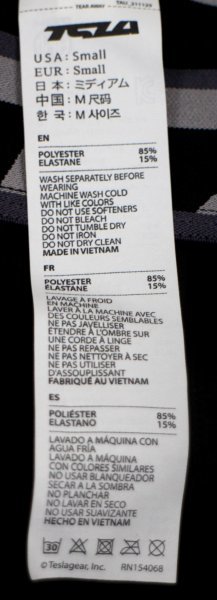 TEAR AWAY TALL_311123
TSLA
USA : Small
EUR : Small
日本 : ミディアム
中国 : M 尺码
한국 : M 사이즈
EN
POLYESTER 85%
ELASTANE 15%
WASH SEPARATELY BEFORE
WEARING
MACHINE WASH COLD
WITH LIKE COLORS
DO NOT USE SOFTENERS
DO NOT BLEACH
DO NOT TUMBLE DRY
DO NOT IRON
DO NOT DRY CLEAN
MADE IN VIETNAM
FR
POLYESTER 85%
ELASTANE 15%
LAVAGE A FROID
EN MACHINE
LAVER À LA MACHINE AVEC
DES COULEURS SEMBLABLES
NE PAS JAVELLISER
ÉTENDRE À L'OMBRE SUR
UNE CORDE À LINGE
NE PAS REPASSER
NE PAS NETTOYER À SEC
NE PAS UTILISER
D'ASSOUPLISSANT
FABRIQUÉ AU VIETNAM
ES
POLIÉSTER 85%
ELASTANO 15%
LAVADO A MÁQUINA CON
AGUA FRÍA
LAVADO A MÁQUINA
CON COLORES SIMILARES
NO USAR BLANQUEADOR
SECAR A LA SOMBRA
NO PLANCHAR
NO LAVAR EN SECO
NO USAR SUAVIZANTE
HECHO EN VIETNAM
30
© Teslagear, Inc. RN154068